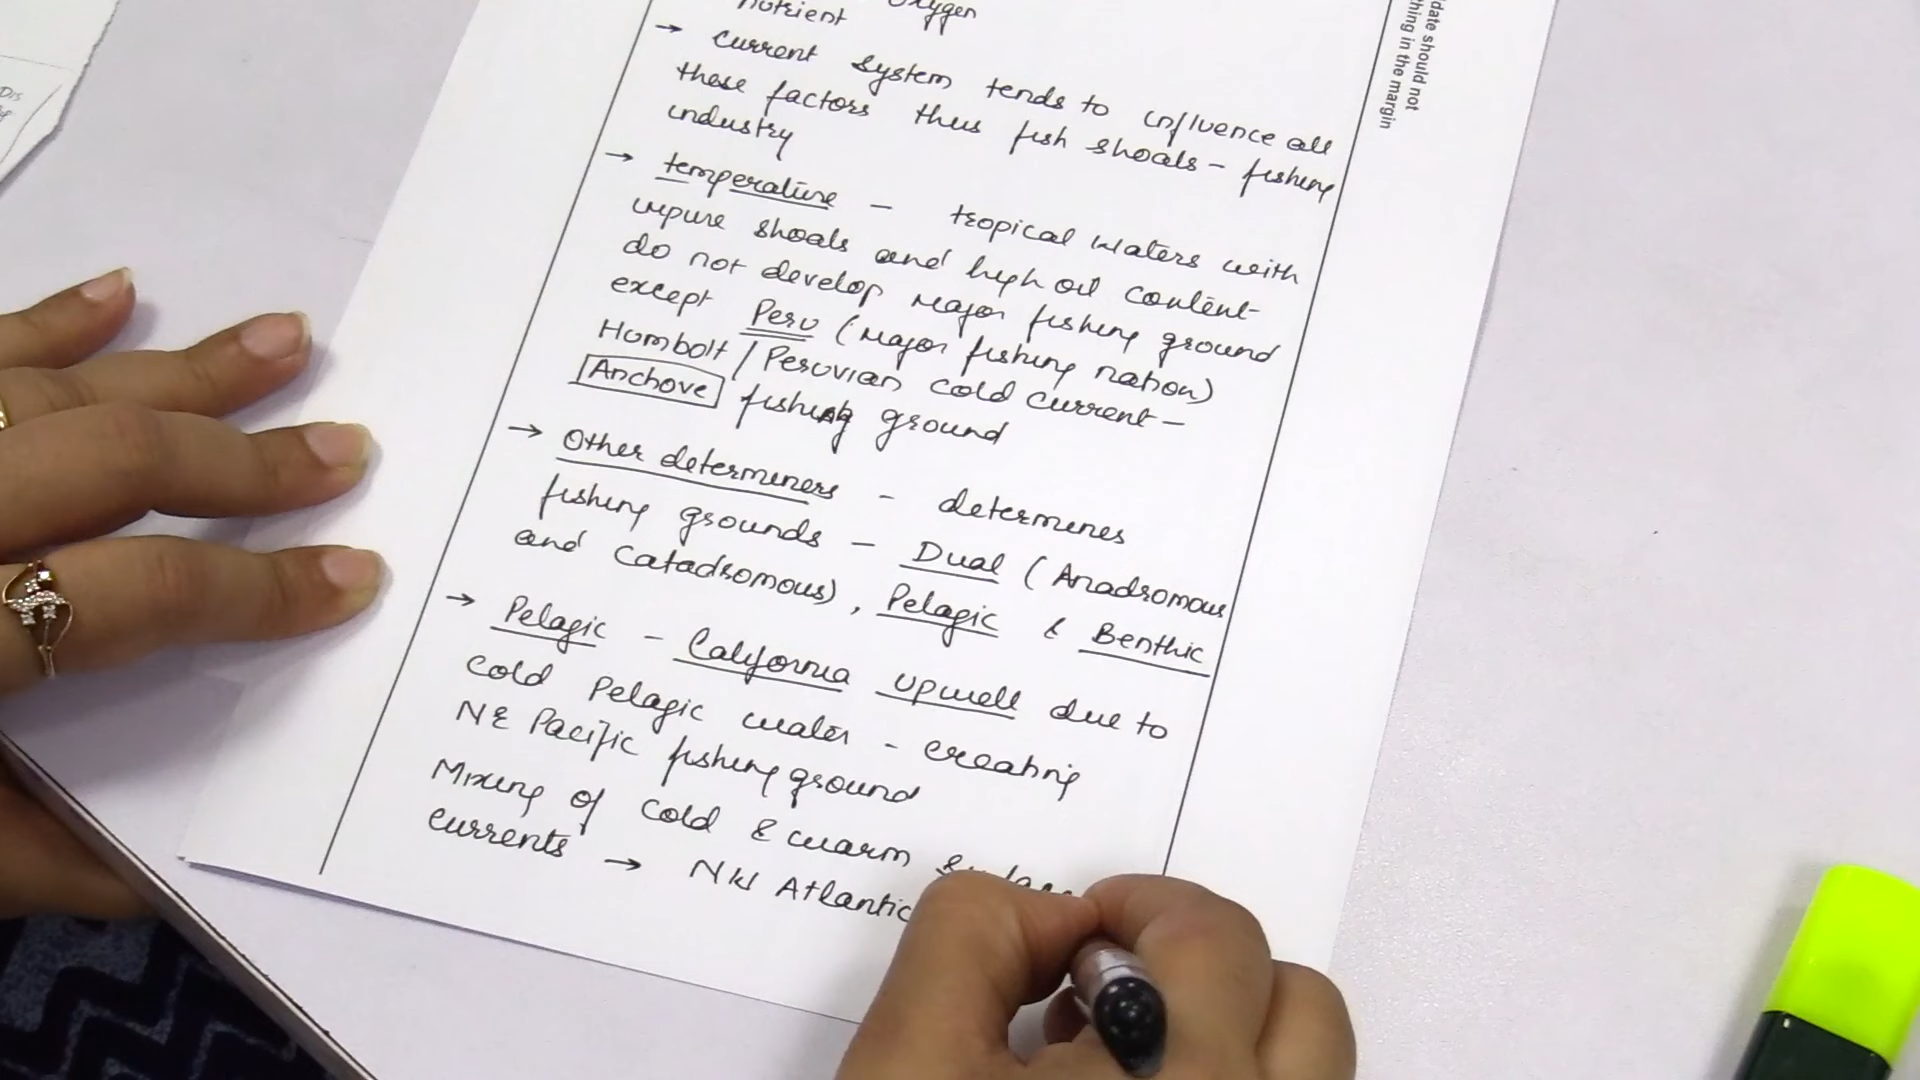 Oxygen
nutrient
→ Current system tends to influence all
these factors thus fish shoals - fishing
industry
→ temperature - tropical waters with
impure shoals and high oil content
do not develop major fishing ground
except Peru (Major fishing nation)
Humbolt / Peruvian cold current -
Anchove fishing ground
→ Other determiners - determines
fishing grounds - Dual (Anadromous
and Catadromous), Pelagic & Benthic
→ Pelagic - California upwell due to
cold Pelagic water - creating
NE Pacific fishing ground
Mixing of cold & warm
currents → NW Atlantic
date should not
thing in the margin